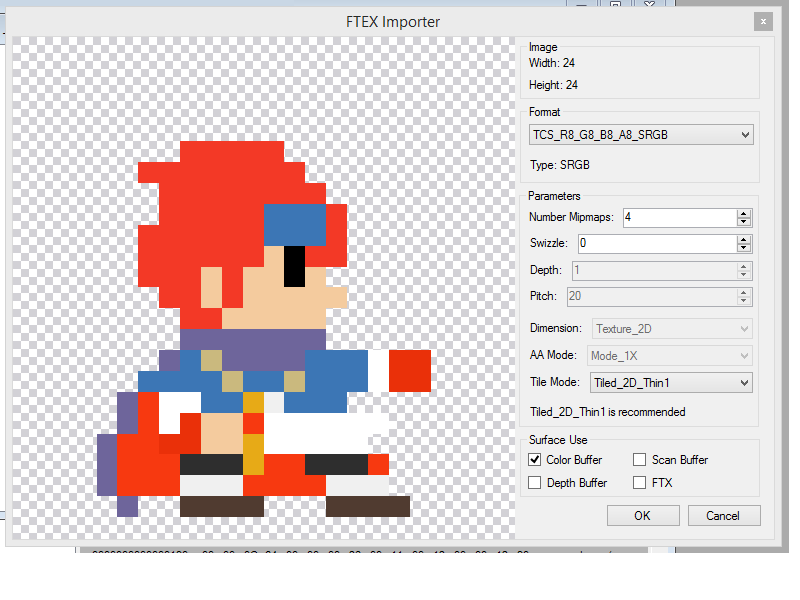 FTEX Importer
x
Image
Width: 24
Height: 24
Format
TCS_R8_G8_B8_A8_SRGB
Type: SRGB
Parameters
Number Mipmaps: 4
Swizzle: 0
Depth: 1
Pitch: 20
Dimension: Texture_2D
AA Mode: Mode_1X
Tile Mode: Tiled_2D_Thin1
Tiled_2D_Thin1 is recommended
Surface Use
Color Buffer Scan Buffer
Depth Buffer FTX
OK Cancel